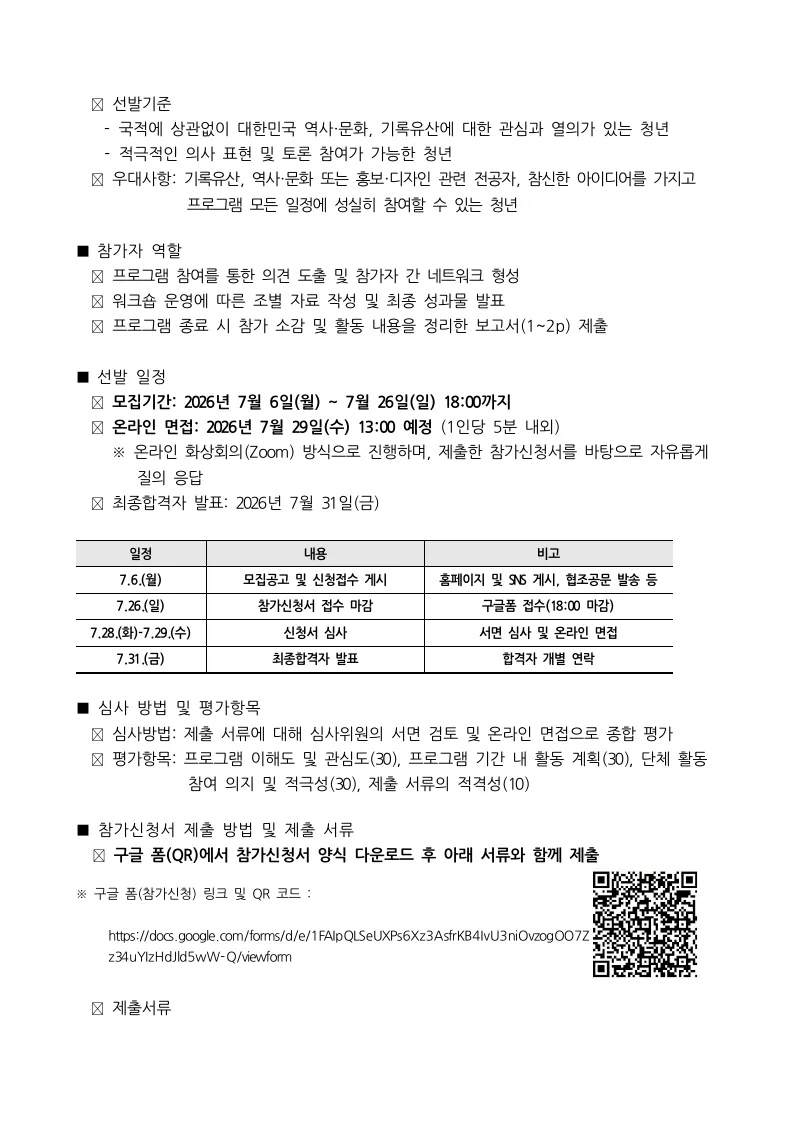 선발기준
- 국적에 상관없이 대한민국 역사·문화, 기록유산에 대한 관심과 열의가 있는 청년
- 적극적인 의사 표현 및 토론 참여가 가능한 청년
우대사항: 기록유산, 역사·문화 또는 홍보·디자인 관련 전공자, 참신한 아이디어를 가지고
프로그램 모든 일정에 성실히 참여할 수 있는 청년
■ 참가자 역할
프로그램 참여를 통한 의견 도출 및 참가자 간 네트워크 형성
워크숍 운영에 따른 조별 자료 작성 및 최종 성과물 발표
프로그램 종료 시 참가 소감 및 활동 내용을 정리한 보고서(1~2p) 제출
■ 선발 일정
모집기간: 2026년 7월 6일(월) ~ 7월 26일(일) 18:00까지
온라인 면접: 2026년 7월 29일(수) 13:00 예정 (1인당 5분 내외)
※ 온라인 화상회의(Zoom) 방식으로 진행하며, 제출한 참가신청서를 바탕으로 자유롭게
질의 응답
최종합격자 발표: 2026년 7월 31일(금)
일정 내용 비고
7.6.(월) 모집공고 및 신청접수 게시 홈페이지 및 SNS 게시, 협조공문 발송 등
7.26.(일) 참가신청서 접수 마감 구글폼 접수(18:00 마감)
7.28.(화)-7.29.(수) 신청서 심사 서면 심사 및 온라인 면접
7.31.(금) 최종합격자 발표 합격자 개별 연락
■ 심사 방법 및 평가항목
심사방법: 제출 서류에 대해 심사위원의 서면 검토 및 온라인 면접으로 종합 평가
평가항목: 프로그램 이해도 및 관심도(30), 프로그램 기간 내 활동 계획(30), 단체 활동
참여 의지 및 적극성(30), 제출 서류의 적격성(10)
■ 참가신청서 제출 방법 및 제출 서류
구글 폼(QR)에서 참가신청서 양식 다운로드 후 아래 서류와 함께 제출
※ 구글 폼(참가신청) 링크 및 QR 코드 :
https://docs.google.com/forms/d/e/1FAIpQLSeUXPs6Xz3AsfrKB4IvU3niOvzogOO7Z
z34uYIzHdJld5wW-Q/viewform
제출서류